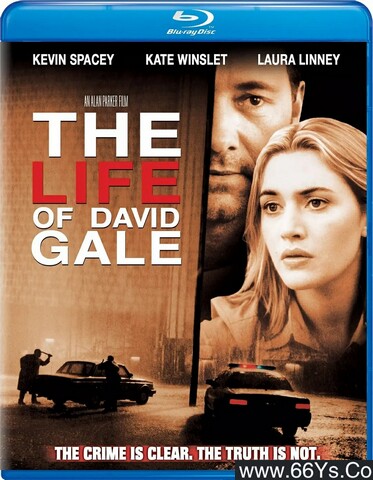 Blu-ray Disc
KEVIN SPACEY KATE WINSLET LAURA LINNEY
AN ALAN PARKER FILM
THE
LIFE
OF DAVID
GALE
THE CRIME IS CLEAR. THE TRUTH IS NOT.
www.66Ys.Co